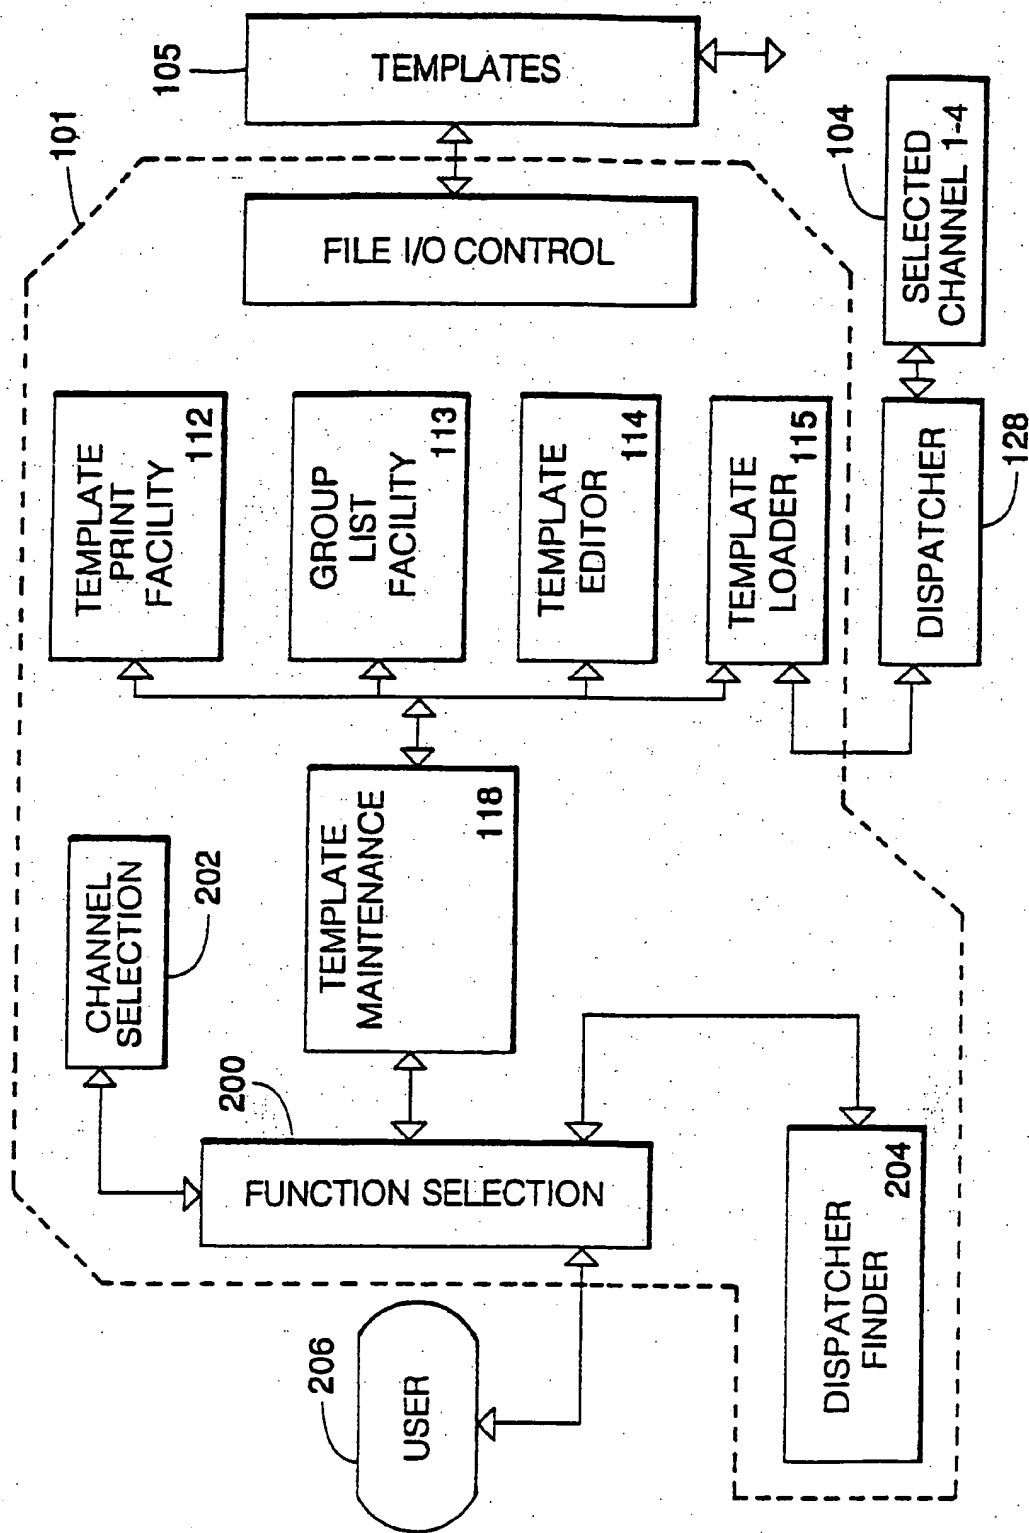 101
105
TEMPLATES
FILE I/O CONTROL
104
SELECTED
CHANNEL 1-4
TEMPLATE
PRINT
FACILITY
112
GROUP
LIST
FACILITY
113
TEMPLATE
EDITOR
114
TEMPLATE
LOADER
115
DISPATCHER
128
CHANNEL
SELECTION
202
TEMPLATE
MAINTENANCE
118
200
FUNCTION SELECTION
206
USER
DISPATCHER
FINDER
204